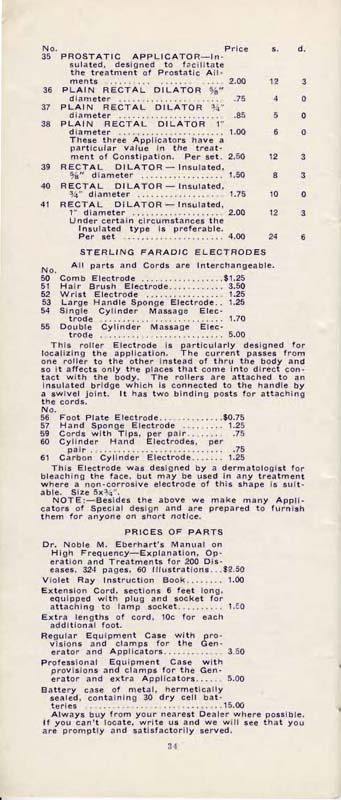 No. Price s. d.
35 PROSTATIC APPLICATOR—In-
sulated, designed to facilitate
the treatment of Prostatic Ail-
ments ........................ 2.00 12 3
36 PLAIN RECTAL DILATOR 5/8"
diameter ..................... .75 4 0
37 PLAIN RECTAL DILATOR 3/4"
diameter ..................... .85 5 0
38 PLAIN RECTAL DILATOR 1"
diameter ..................... 1.00 6 0
These three Applicators have a
particular value in the treat-
ment of Constipation. Per set. 2.50 12 3
39 RECTAL DILATOR—Insulated,
5/8" diameter ................. 1.50 8 3
40 RECTAL DILATOR—Insulated,
3/4" diameter ................. 1.75 10 0
41 RECTAL DILATOR—Insulated,
1" diameter .................. 2.00 12 3
Under certain circumstances the
Insulated type is preferable.
Per set ..................... 4.00 24 6
STERLING FARADIC ELECTRODES
All parts and Cords are Interchangeable.
No.
50 Comb Electrode .................$1.25
51 Hair Brush Electrode............ 3.50
52 Wrist Electrode ................ 1.25
53 Large Handle Sponge Electrode.. 1.25
54 Single Cylinder Massage Elec-
trode ........................ 1.70
55 Double Cylinder Massage Elec-
trode ........................ 5.00
This roller Electrode is particularly designed for
localizing the application. The current passes from
one roller to the other instead of thru the body and
so it affects only the places that come into direct con-
tact with the body. The rollers are attached to an
insulated bridge which is connected to the handle by
a swivel joint. It has two binding posts for attaching
the cords.
No.
56 Foot Plate Electrode..............$0.75
57 Hand Sponge Electrode ......... 1.25
59 Cords with Tips, per pair....... .75
60 Cylinder Hand Electrodes, per
pair............................ .75
61 Carbon Cylinder Electrode....... 1.25
This Electrode was designed by a dermatologist for
bleaching the face, but may be used in any treatment
where a non-corrosive electrode of this shape is suit-
able. Size 5x3/4".
NOTE:—Besides the above we make many Appli-
cators of Special design and are prepared to furnish
them for anyone on short notice.
PRICES OF PARTS
Dr. Noble M. Eberhart's Manual on
High Frequency—Explanation, Op-
eration and Treatments for 200 Dis-
eases. 324 pages, 60 Illustrations...$2.50
Violet Ray Instruction Book........ 1.00
Extension Cord, sections 6 feet long,
equipped with plug and socket for
attaching to lamp socket.......... 1.50
Extra lengths of cord, 10c for each
additional foot.
Regular Equipment Case with pro-
visions and clamps for the Gen-
erator and Applicators............. 3.50
Professional Equipment Case with
provisions and clamps for the Gen-
erator and extra Applicators...... 5.00
Battery case of metal, hermetically
sealed, containing 30 dry cell bat-
teries ..............................15.00
Always buy from your nearest Dealer where possible.
If you can't locate, write us and we will see that you
are promptly and satisfactorily served.
34